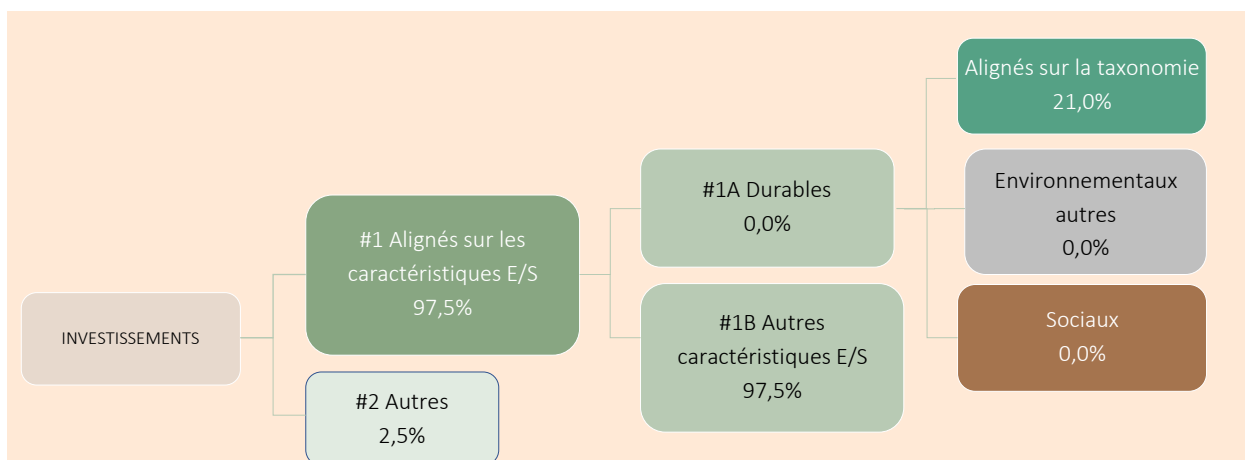 INVESTISSEMENTS
#1 Alignés sur les
caractéristiques E/S
97,5%
#2 Autres
2,5%
#1A Durables
0,0%
#1B Autres
caractéristiques E/S
97,5%
Alignés sur la taxonomie
21,0%
Environnementaux
autres
0,0%
Sociaux
0,0%